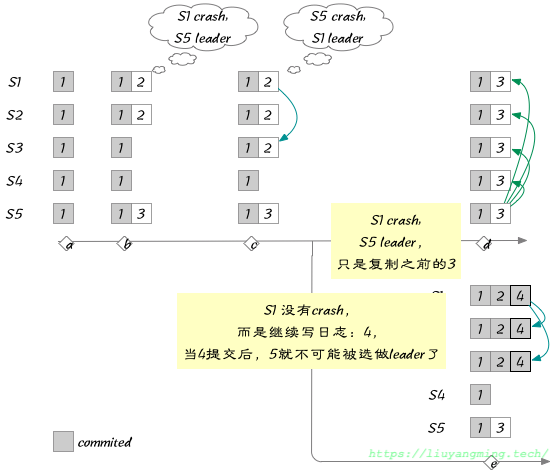 S1 crash,
S5 leader
S5 crash,
S1 leader
S1 1 1 2 1 2 1 3
S2 1 1 2 1 2 1 3
S3 1 1 1 2 1 3
S4 1 1 1 1 3
S5 1 1 3 1 3 1 3
a b c d
S1 crash,
S5 leader,
只是复制之前的3
S1 没有crash,
而是继续写日志：4,
当4提交后，5就不可能被选做leader了
1 2 4
1 2 4
1 2 4
S4 1
S5 1 3
commited
https://liuyangming.tech/
e